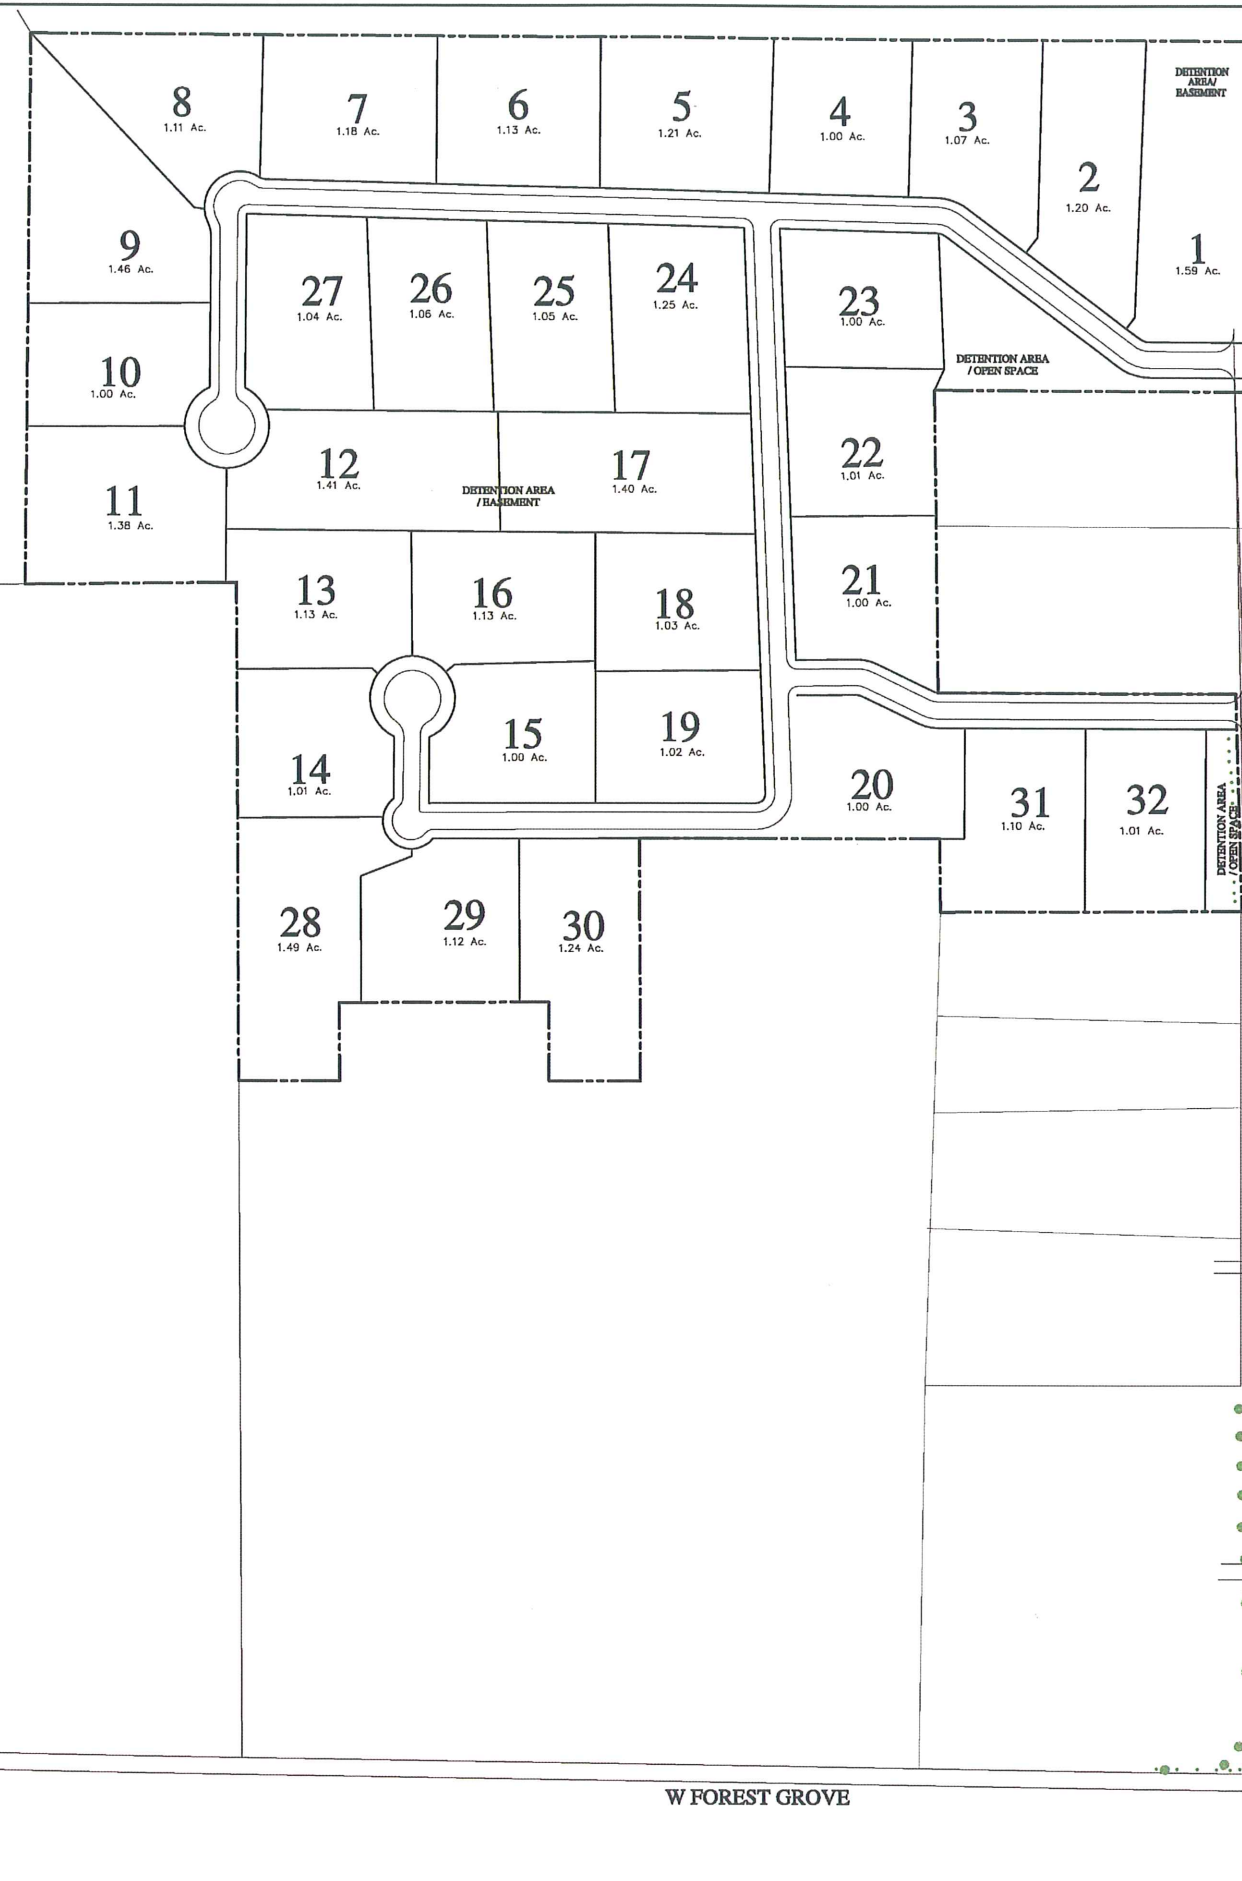 8
1.11 Ac.
7
1.18 Ac.
6
1.13 Ac.
5
1.21 Ac.
4
1.00 Ac.
3
1.07 Ac.
2
1.20 Ac.
DETENTION
AREA/
EASEMENT
1
1.59 Ac.
9
1.46 Ac.
10
1.00 Ac.
11
1.38 Ac.
27
1.04 Ac.
26
1.06 Ac.
25
1.05 Ac.
24
1.25 Ac.
23
1.00 Ac.
DETENTION AREA
/ OPEN SPACE
12
1.41 Ac.
DETENTION AREA
/ EASEMENT
17
1.40 Ac.
22
1.01 Ac.
13
1.13 Ac.
16
1.13 Ac.
18
1.03 Ac.
21
1.00 Ac.
14
1.01 Ac.
15
1.00 Ac.
19
1.02 Ac.
20
1.00 Ac.
31
1.10 Ac.
32
1.01 Ac.
DETENTION AREA
/ OPEN SPACE
28
1.49 Ac.
29
1.12 Ac.
30
1.24 Ac.
W FOREST GROVE